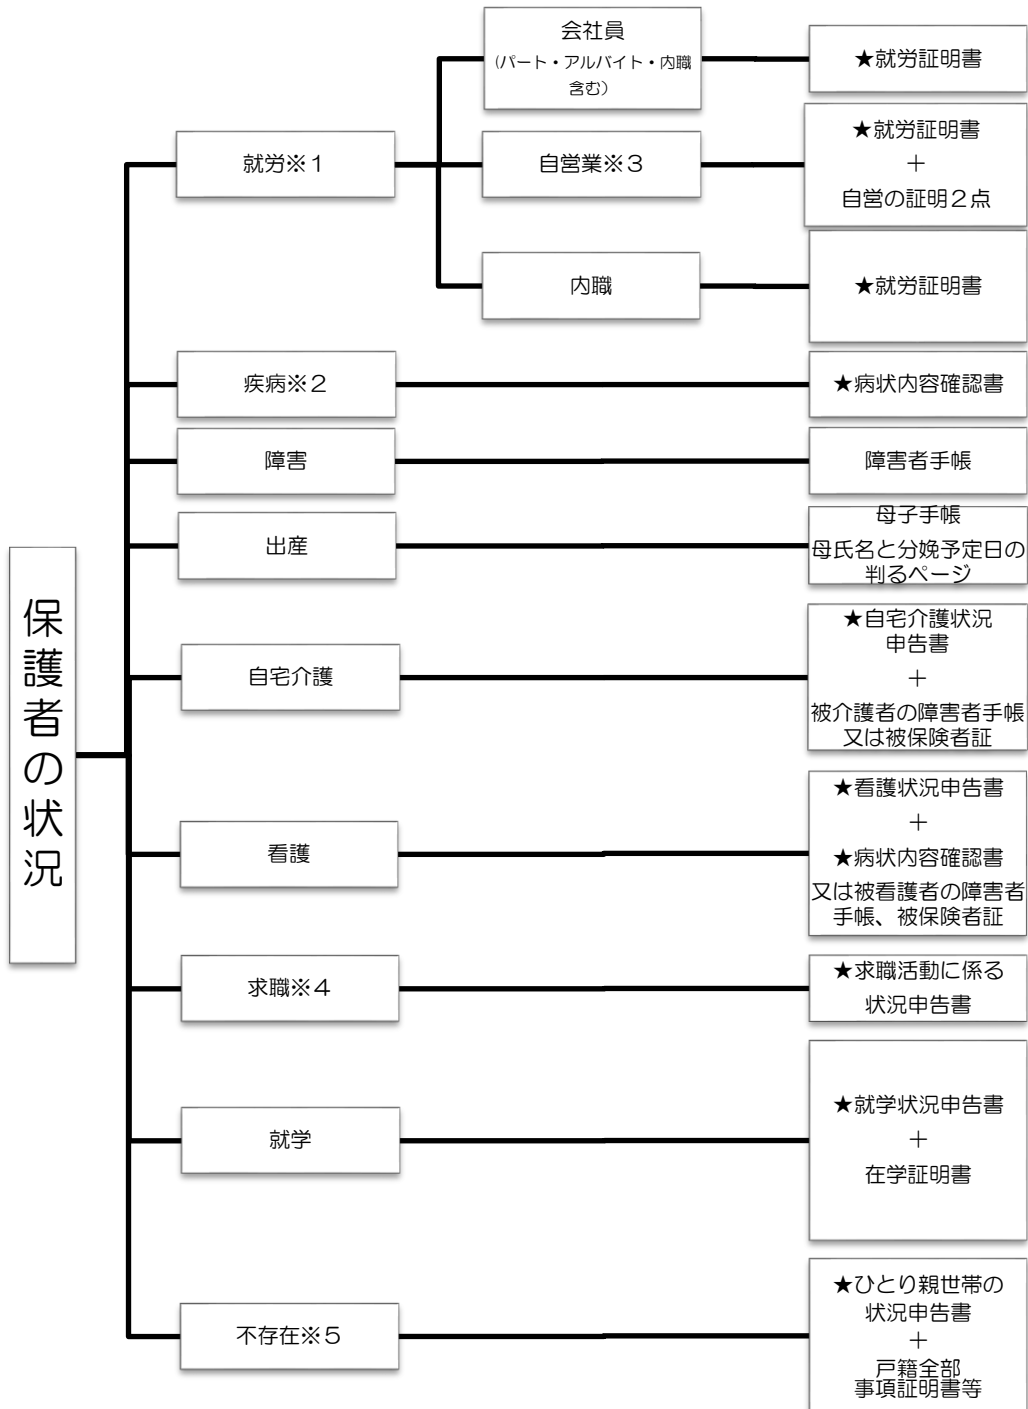 保護者の状況
就労※１
会社員
（パート・アルバイト・内職
含む）
★就労証明書
自営業※３
★就労証明書
＋
自営の証明２点
内職
★就労証明書
疾病※２
★病状内容確認書
障害
障害者手帳
出産
母子手帳
母氏名と分娩予定日の
判るページ
自宅介護
★自宅介護状況
申告書
＋
被介護者の障害者手帳
又は被保険者証
看護
★看護状況申告書
＋
★病状内容確認書
又は被看護者の障害者
手帳、被保険者証
求職※４
★求職活動に係る
状況申告書
就学
★就学状況申告書
＋
在学証明書
不存在※５
★ひとり親世帯の
状況申告書
＋
戸籍全部
事項証明書等